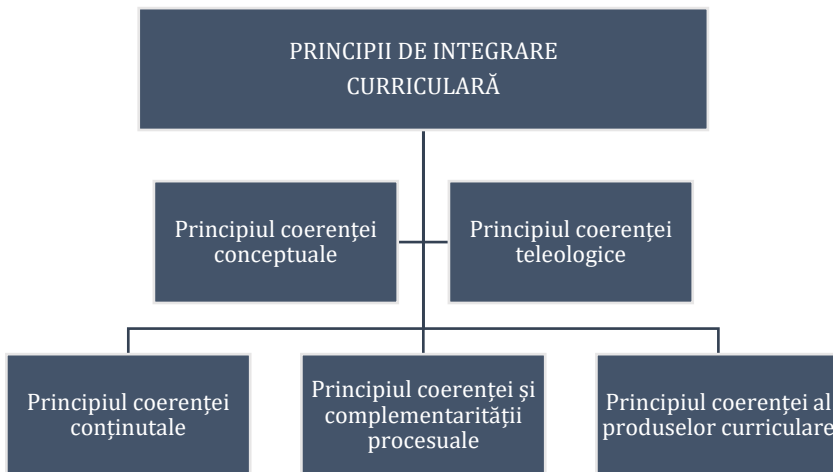 PRINCIPII DE INTEGRARE
CURRICULARĂ
Principiul coerenței
conceptuale
Principiul coerenței
teleologice
Principiul coerenței
conținutale
Principiul coerenței și
complementarității
procesuale
Principiul coerenței al
produselor curriculare